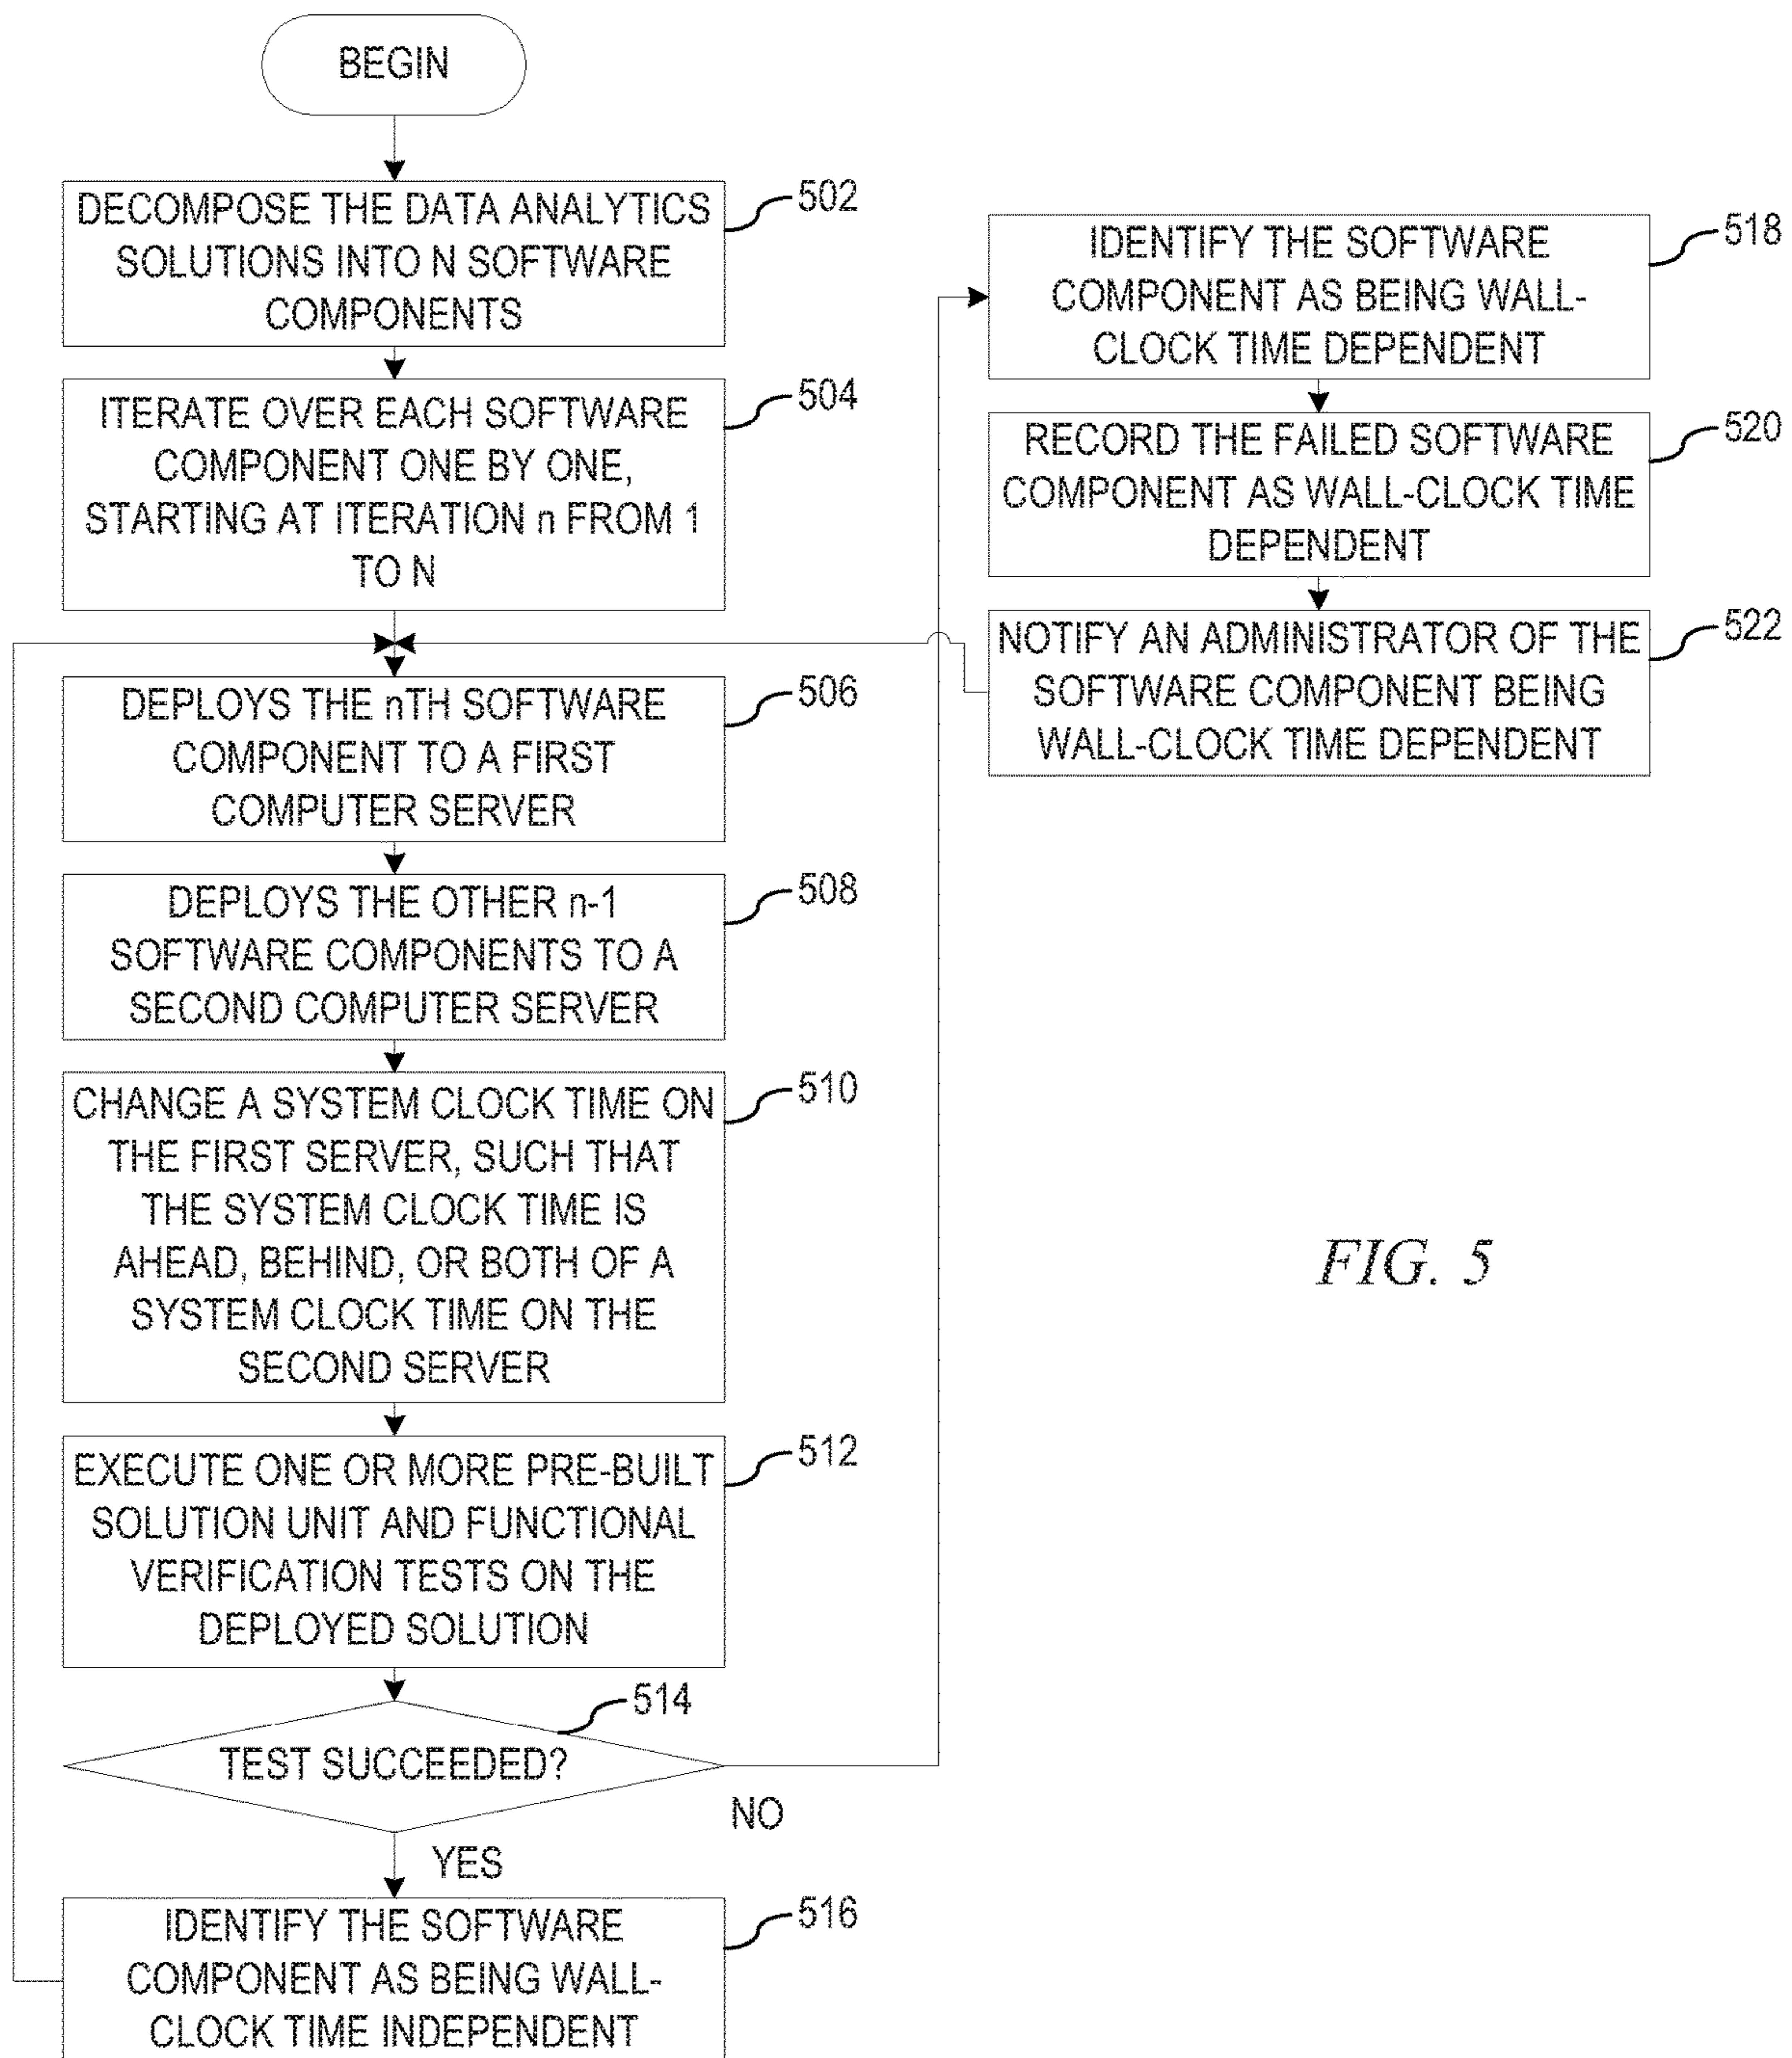 BEGIN
DECOMPOSE THE DATA ANALYTICS
SOLUTIONS INTO N SOFTWARE
COMPONENTS
502
ITERATE OVER EACH SOFTWARE
COMPONENT ONE BY ONE,
STARTING AT ITERATION n FROM 1
TO N
504
DEPLOYS THE nTH SOFTWARE
COMPONENT TO A FIRST
COMPUTER SERVER
506
DEPLOYS THE OTHER n-1
SOFTWARE COMPONENTS TO A
SECOND COMPUTER SERVER
508
CHANGE A SYSTEM CLOCK TIME ON
THE FIRST SERVER, SUCH THAT
THE SYSTEM CLOCK TIME IS
AHEAD, BEHIND, OR BOTH OF A
SYSTEM CLOCK TIME ON THE
SECOND SERVER
510
EXECUTE ONE OR MORE PRE-BUILT
SOLUTION UNIT AND FUNCTIONAL
VERIFICATION TESTS ON THE
DEPLOYED SOLUTION
512
TEST SUCCEEDED?
514
NO
YES
IDENTIFY THE SOFTWARE
COMPONENT AS BEING WALL-
CLOCK TIME INDEPENDENT
516
IDENTIFY THE SOFTWARE
COMPONENT AS BEING WALL-
CLOCK TIME DEPENDENT
518
RECORD THE FAILED SOFTWARE
COMPONENT AS WALL-CLOCK TIME
DEPENDENT
520
NOTIFY AN ADMINISTRATOR OF THE
SOFTWARE COMPONENT BEING
WALL-CLOCK TIME DEPENDENT
522
FIG. 5